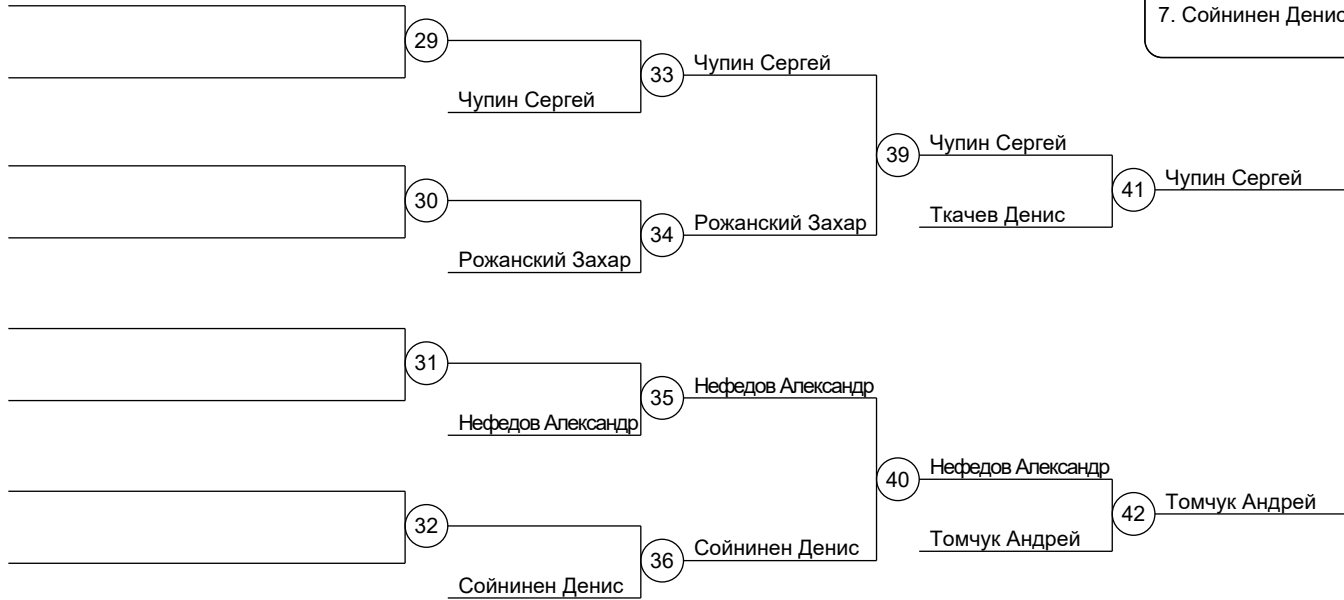 7. Сойнинен Денис
29
33
Чупин Сергей
Чупин Сергей
39
Чупин Сергей
41
Чупин Сергей
30
34
Рожанский Захар
Ткачев Денис
Рожанский Захар
31
35
Нефедов Александр
Нефедов Александр
40
Нефедов Александр
42
Томчук Андрей
32
36
Сойнинен Денис
Томчук Андрей
Сойнинен Денис